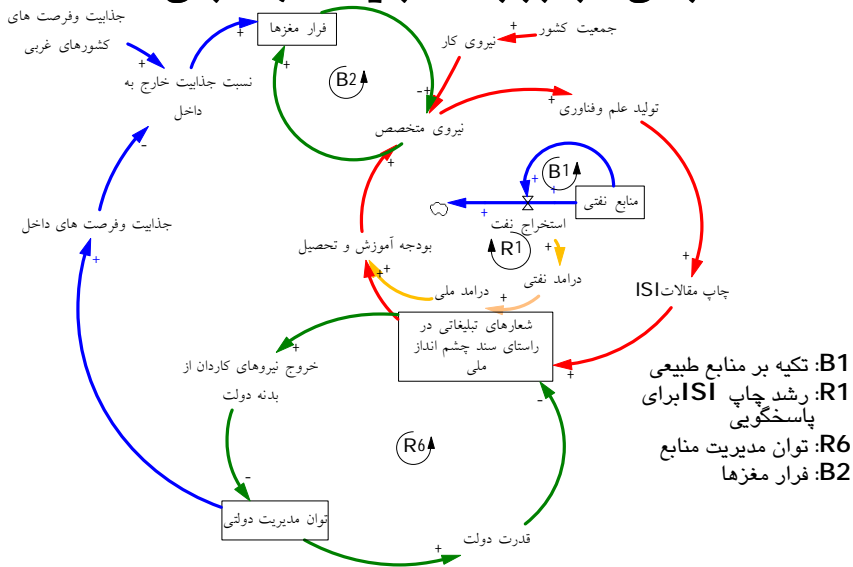 جذابیت وفرصت های
کشورهای غربی
فرار مغزها
جمعیت کشور
نیروی کار
نسبت جذابیت خارج به
داخل
B2
تولید علم وفناوری
نیروی متخصص
B1
منابع نفتی
جذابیت وفرصت های داخل
استخراج نفت
بودجه آموزش و تحصیل
R1
درامد نفتی
درامد ملی
چاپ مقالاتISI
شعارهای تبلیغاتی در
راستای سند چشم انداز
ملی
خروج نیروهای کاردان از
بدنه دولت
R6
توان مدیریت دولتی
قدرت دولت
B1: تکیه بر منابع طبیعی
R1: رشد چاپ ISIبرای
پاسخگویی
R6: توان مدیریت منابع
B2: فرار مغزها